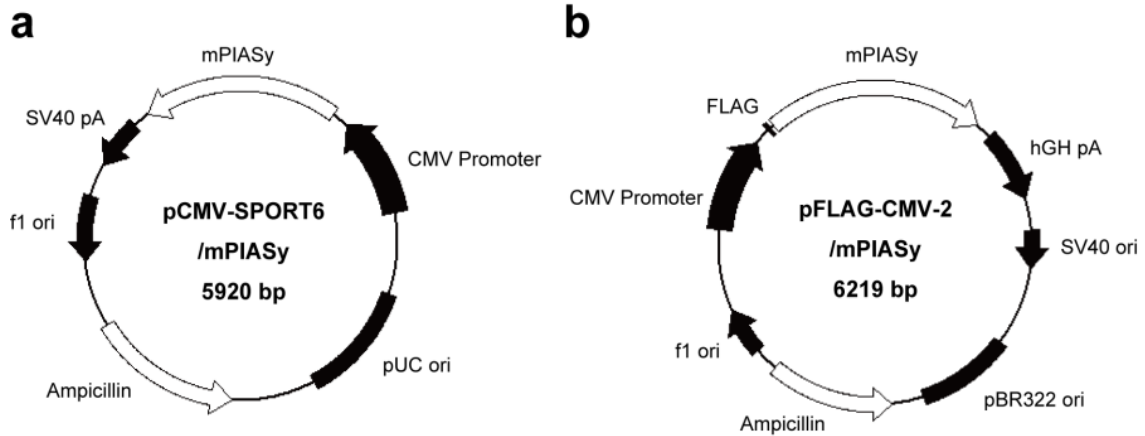 a
mPIASy
SV40 pA
CMV Promoter
f1 ori
pCMV-SPORT6
/mPIASy
5920 bp
pUC ori
Ampicillin
b
mPIASy
FLAG
hGH pA
CMV Promoter
pFLAG-CMV-2
/mPIASy
6219 bp
SV40 ori
f1 ori
pBR322 ori
Ampicillin